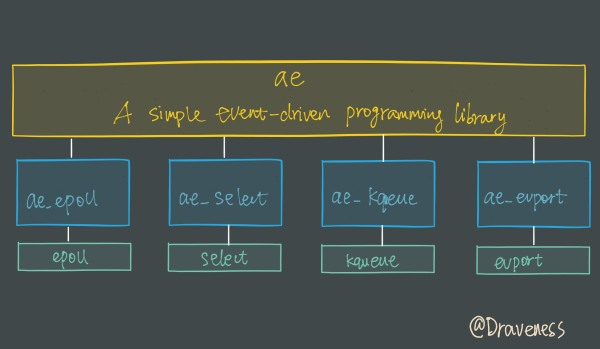 ae
A simple event-driven programming library
ae_epoll
ae_select
ae_kqueue
ae_evport
epoll
select
kqueue
evport
@Draveness